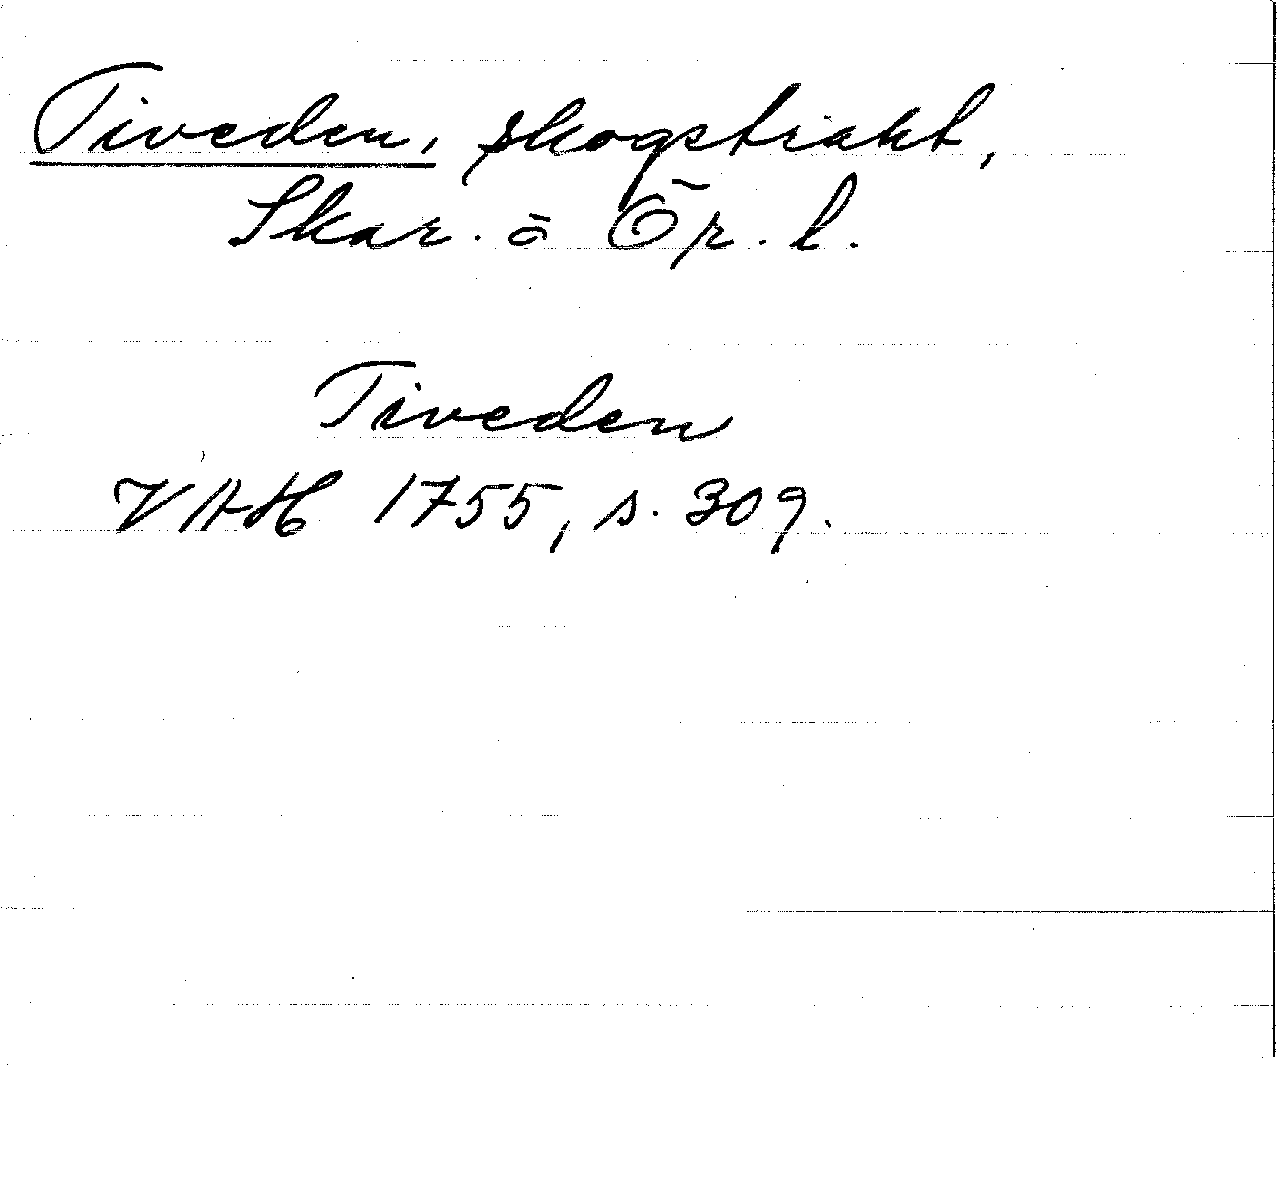 Tiveden, skogstrakt,
Skar. o Ör. l.
Tiveden
VAH 1755, s. 309.